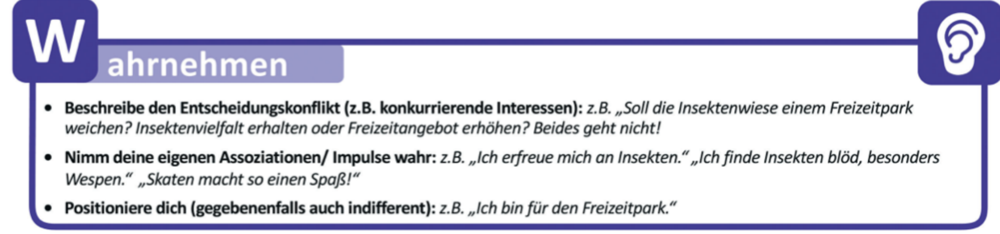 Wahrnehmen
• Beschreibe den Entscheidungskonflikt (z.B. konkurrierende Interessen): z.B. „Soll die Insektenwiese einem Freizeitpark
weichen? Insektenvielfalt erhalten oder Freizeitangebot erhöhen? Beides geht nicht!
• Nimm deine eigenen Assoziationen/ Impulse wahr: z.B. „Ich erfreue mich an Insekten.“ „Ich finde Insekten blöd, besonders
Wespen.“ „Skaten macht so einen Spaß!“
• Positioniere dich (gegebenenfalls auch indifferent): z.B. „Ich bin für den Freizeitpark.“